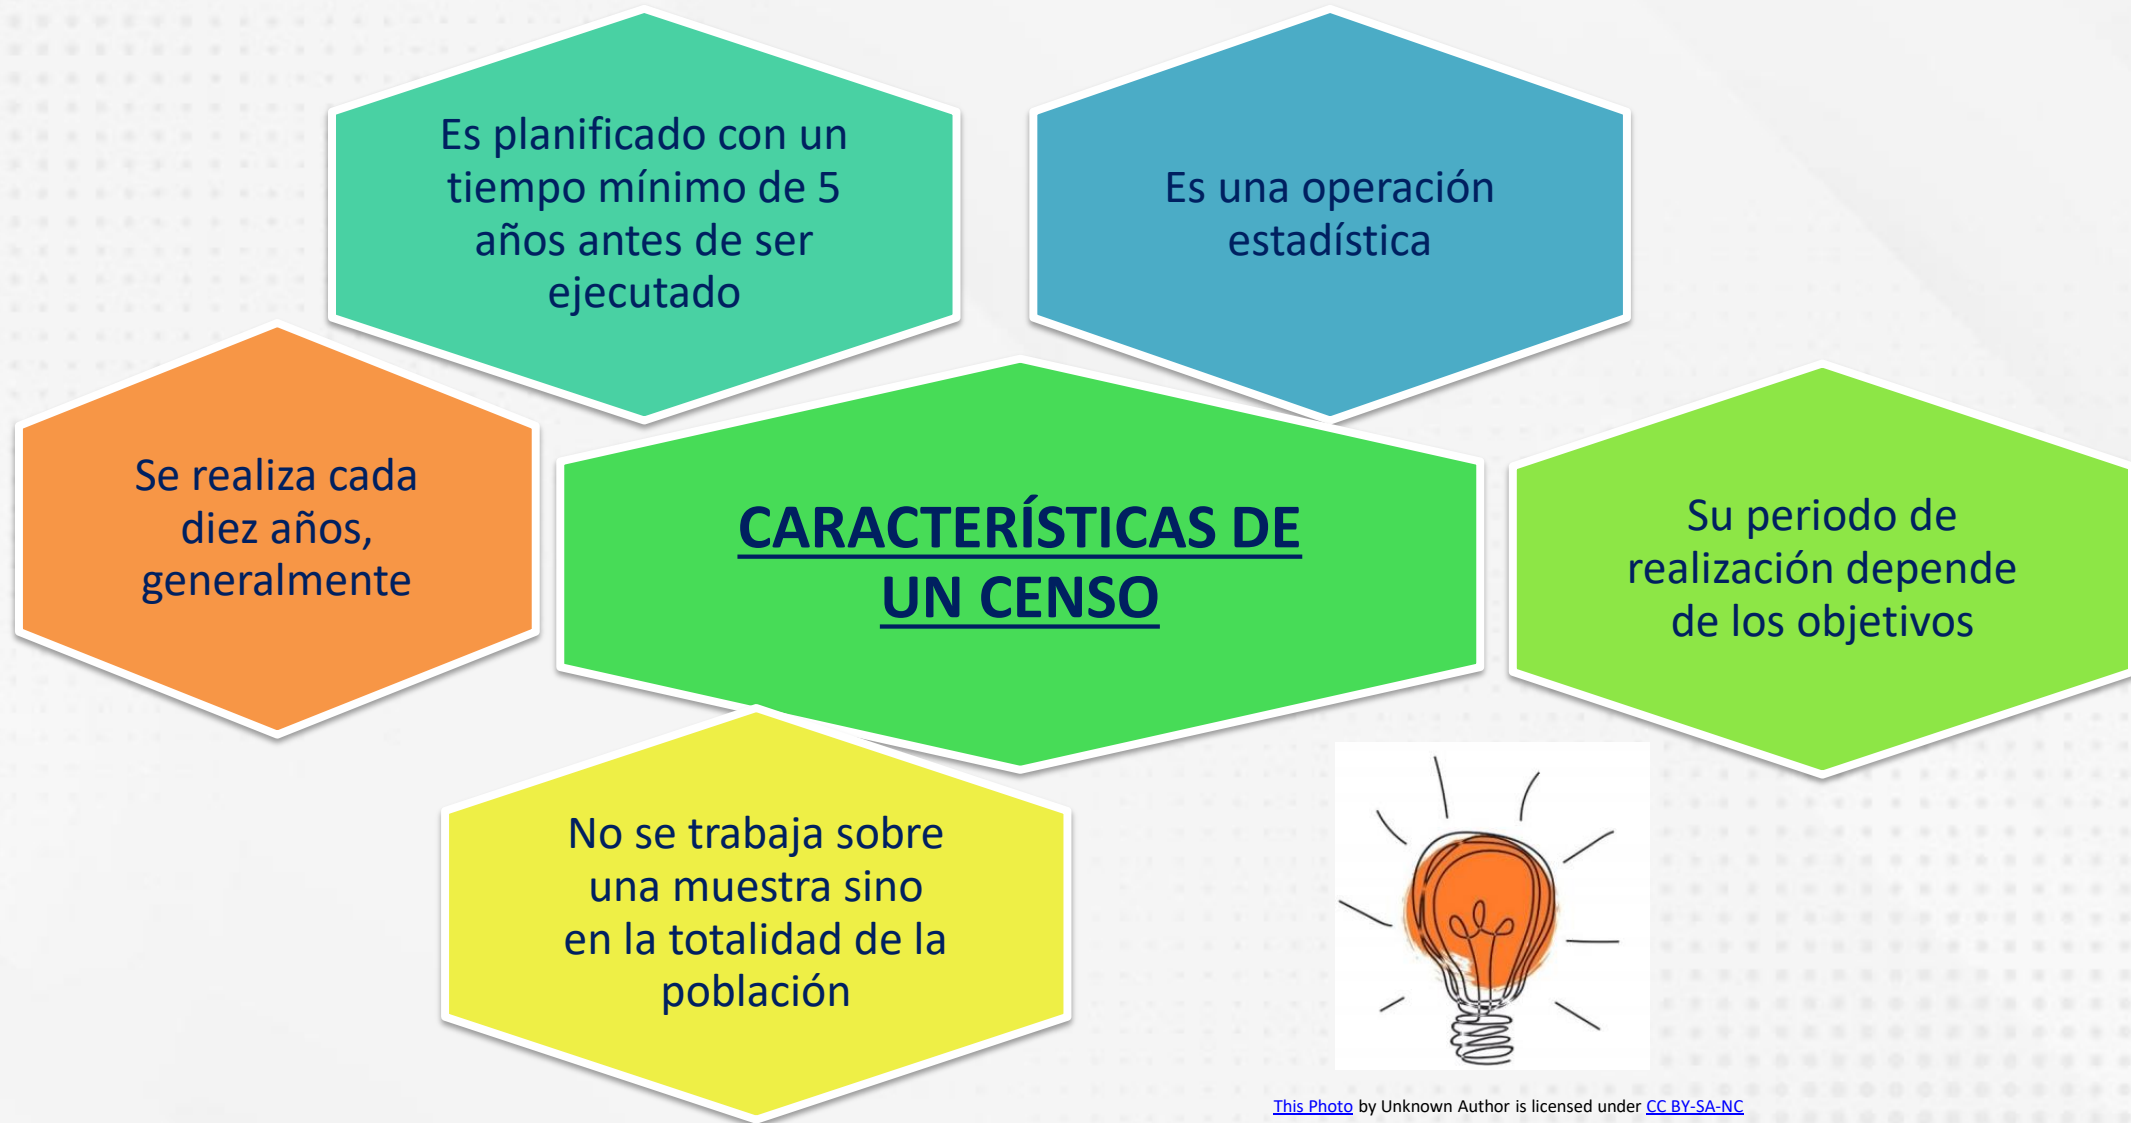 Es planificado con un
tiempo mínimo de 5
años antes de ser
ejecutado
Es una operación
estadística
Se realiza cada
diez años,
generalmente
CARACTERÍSTICAS DE
UN CENSO
Su periodo de
realización depende
de los objetivos
No se trabaja sobre
una muestra sino
en la totalidad de la
población
This Photo by Unknown Author is licensed under CC BY-SA-NC